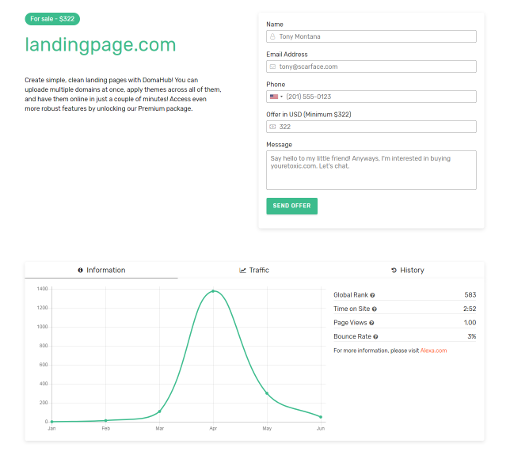 For sale - $322
landingpage.com
Create simple, clean landing pages with DomaHub! You can
uploade multiple domains at once, apply themes across all of them,
and have them online in just a couple of minutes! Access even
more robust features by unlocking our Premium package.
Name
Tony Montana
Email Address
tony@scarface.com
Phone
(201) 555-0123
Offer in USD (Minimum $322)
322
Message
Say hello to my little friend! Anyways, I'm interested in buying
youretoxic.com. Let's chat.
SEND OFFER
Information
Traffic
History
1400
1200
1000
800
600
400
200
0
Jan Feb Mar Apr May Jun
Global Rank 583
Time on Site 2:52
Page Views 1.00
Bounce Rate 3%
For more information, please visit Alexa.com